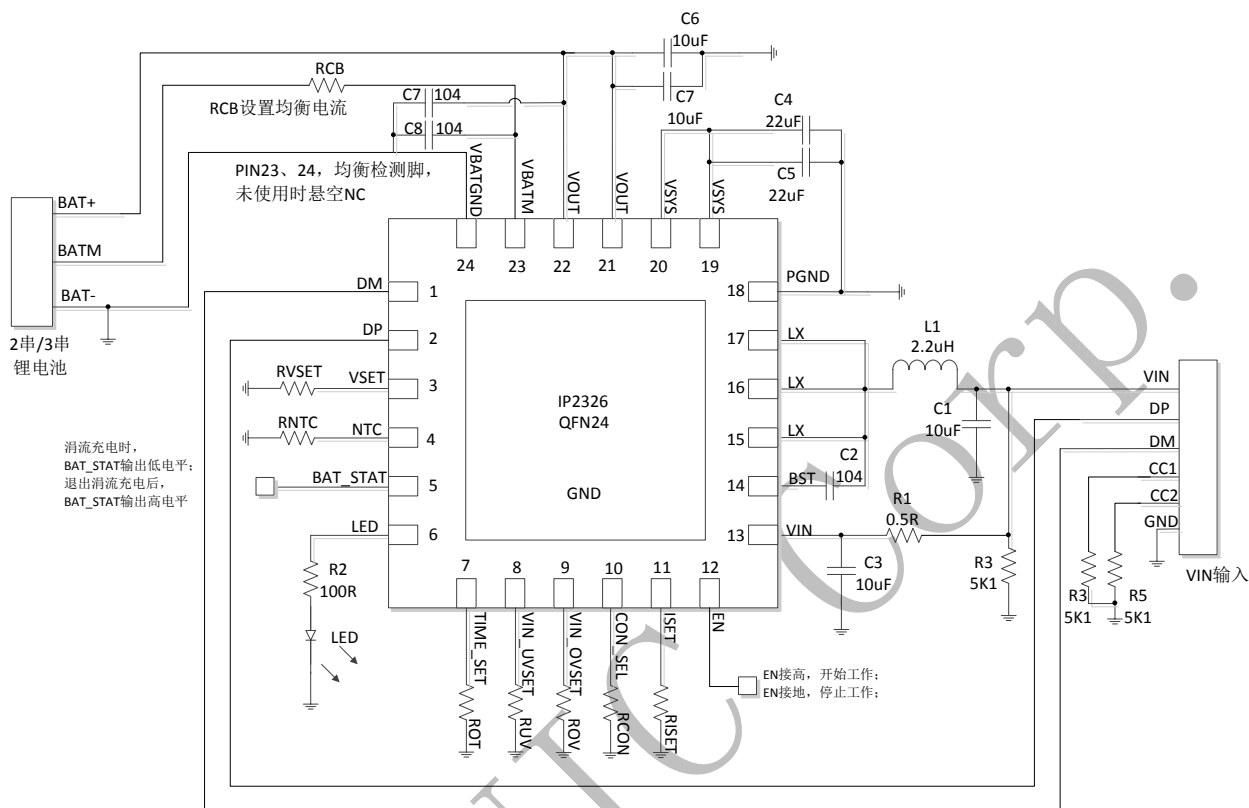 C6
10uF
RCB
C7
104
C7
10uF
RCB设置均衡电流
C8
104
C4
22uF
C5
22uF
PIN23、24，均衡检测脚，
未使用时悬空NC
VBATGND
VBATM
VOUT
VOUT
VSYS
VSYS
BAT+
BATM
BAT-
2串/3串
锂电池
24
23
22
21
20
19
DM
1
18
PGND
DP
2
17
LX
L1
2.2uH
RVSET
VSET
3
16
LX
VIN
RNTC
NTC
4
15
LX
C1
10uF
DP
DM
IP2326
QFN24
GND
涓流充电时，
BAT_STAT输出低电平；
退出涓流充电后，
BAT_STAT输出高电平
BAT_STAT
5
14
BST
C2
104
CC1
CC2
GND
LED
6
13
VIN
R1
0.5R
R2
100R
C3
10uF
R3
5K1
R3
5K1
R5
5K1
VIN输入
7
8
9
10
11
12
LED
TIME_SET
VIN_UVSET
VIN_OVSET
CON_SEL
ISET
EN
EN接高，开始工作；
EN接地，停止工作；
ROT
RUV
ROV
RCON
RISET
IC Corp.